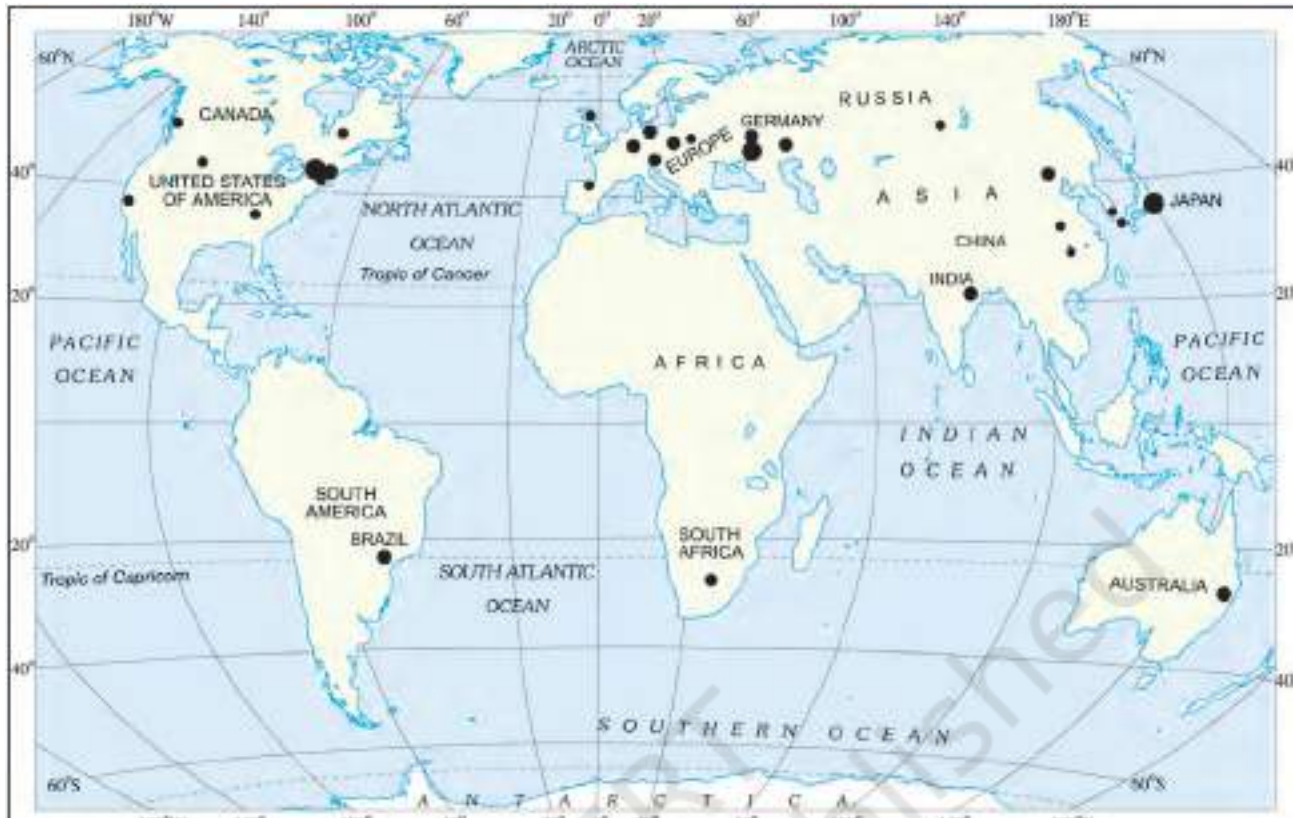 180°W 140° 100° 60° 20° 0° 20° 60° 100° 140° 180°E
ARCTIC
OCEAN
60°N
60°N
RUSSIA
CANADA
GERMANY
EUROPE
40°
40°
UNITED STATES
OF AMERICA
ASIA
JAPAN
NORTH ATLANTIC
OCEAN
CHINA
Tropic of Cancer
INDIA
20°
20°
PACIFIC
OCEAN
PACIFIC
OCEAN
AFRICA
INDIAN
OCEAN
SOUTH
AMERICA
BRAZIL
SOUTH
AFRICA
20°
20°
Tropic of Capricorn
SOUTH ATLANTIC
OCEAN
AUSTRALIA
40°
40°
SOUTHERN OCEAN
60°S
60°S
ANTARCTICA